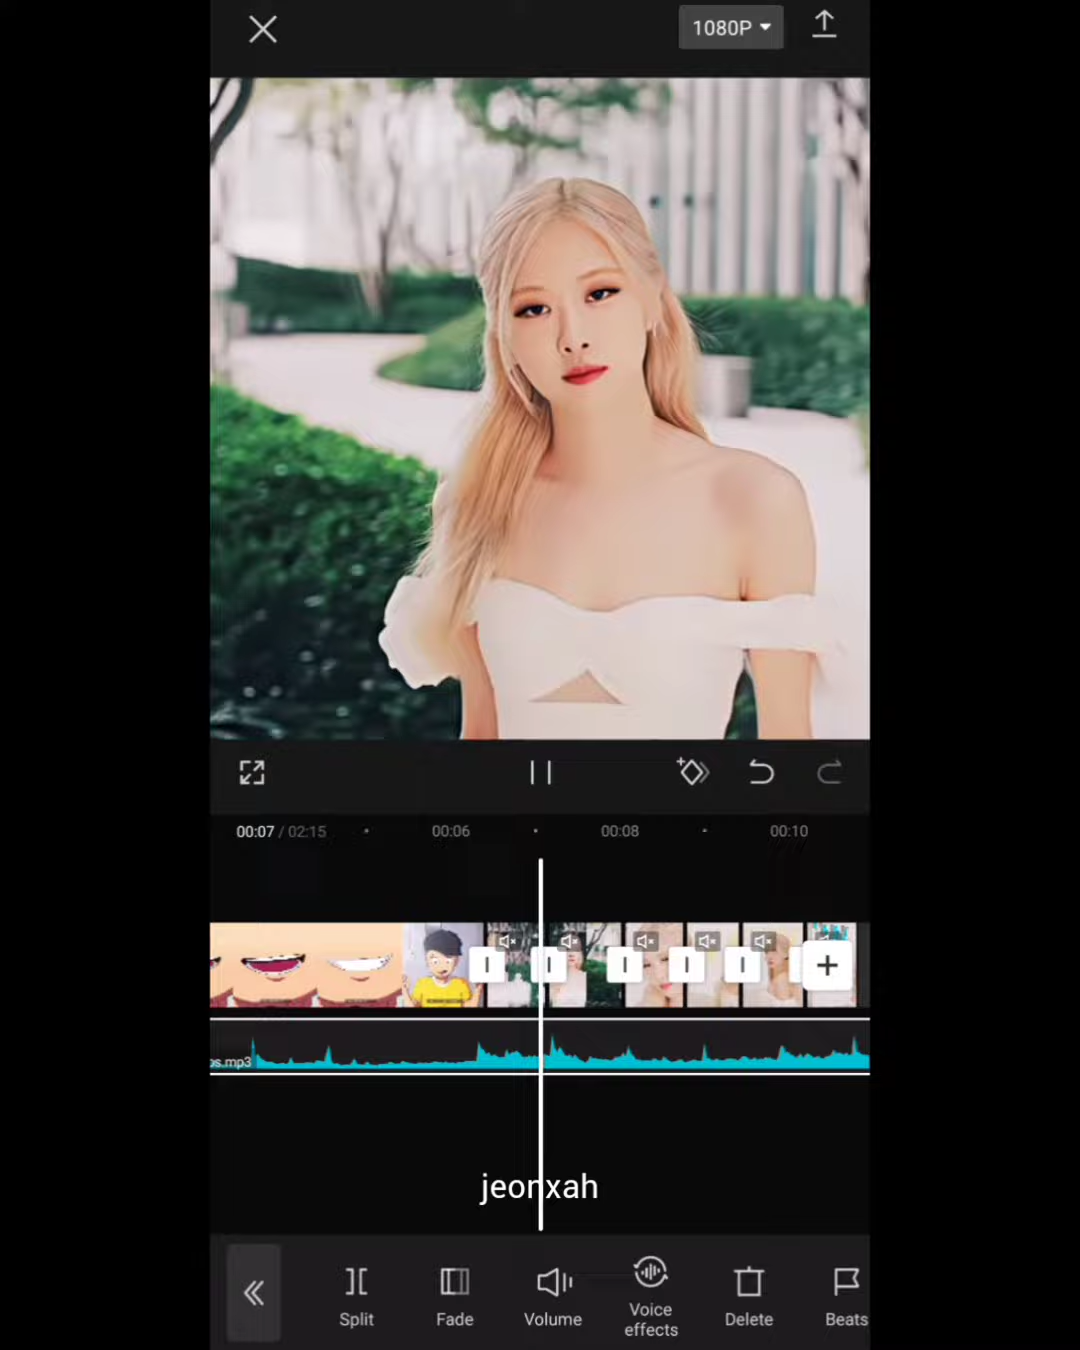 1080P
00:07 / 02:15
00:06
00:08
00:10
os.mp3
jeonxah
Split
Fade
Volume
Voice
effects
Delete
Beats